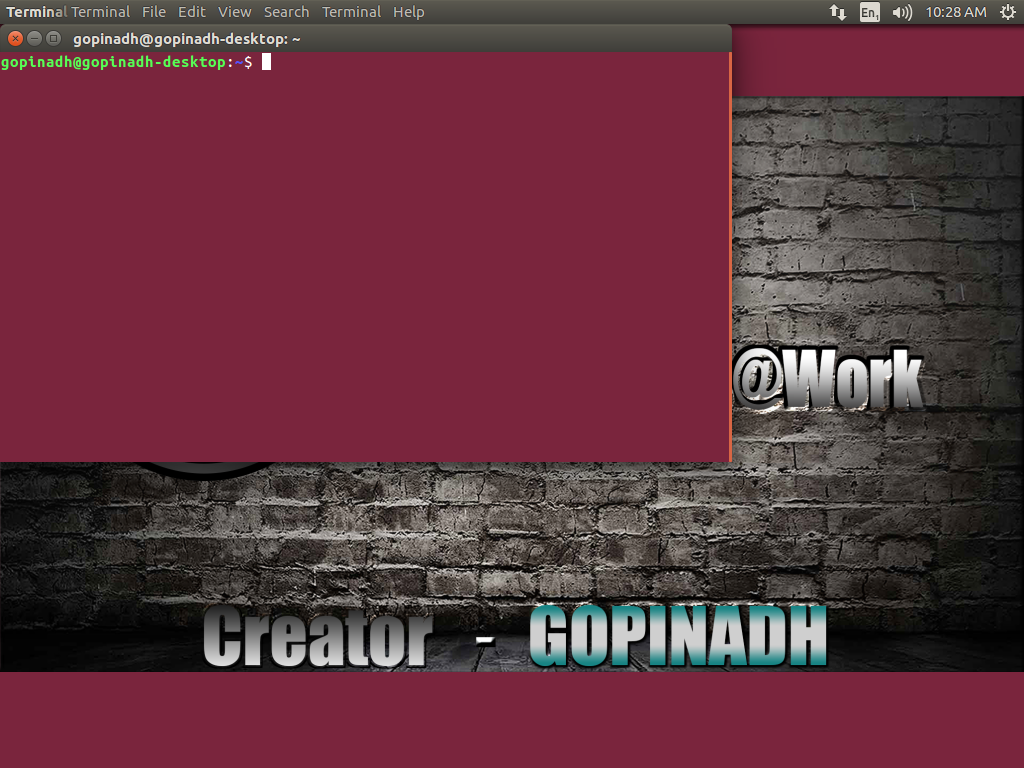 Terminal Terminal File Edit View Search Terminal Help En1 10:28 AM
gopinadh@gopinadh-desktop: ~
gopinadh@gopinadh-desktop:~$
@Work
Creator - GOPINADH